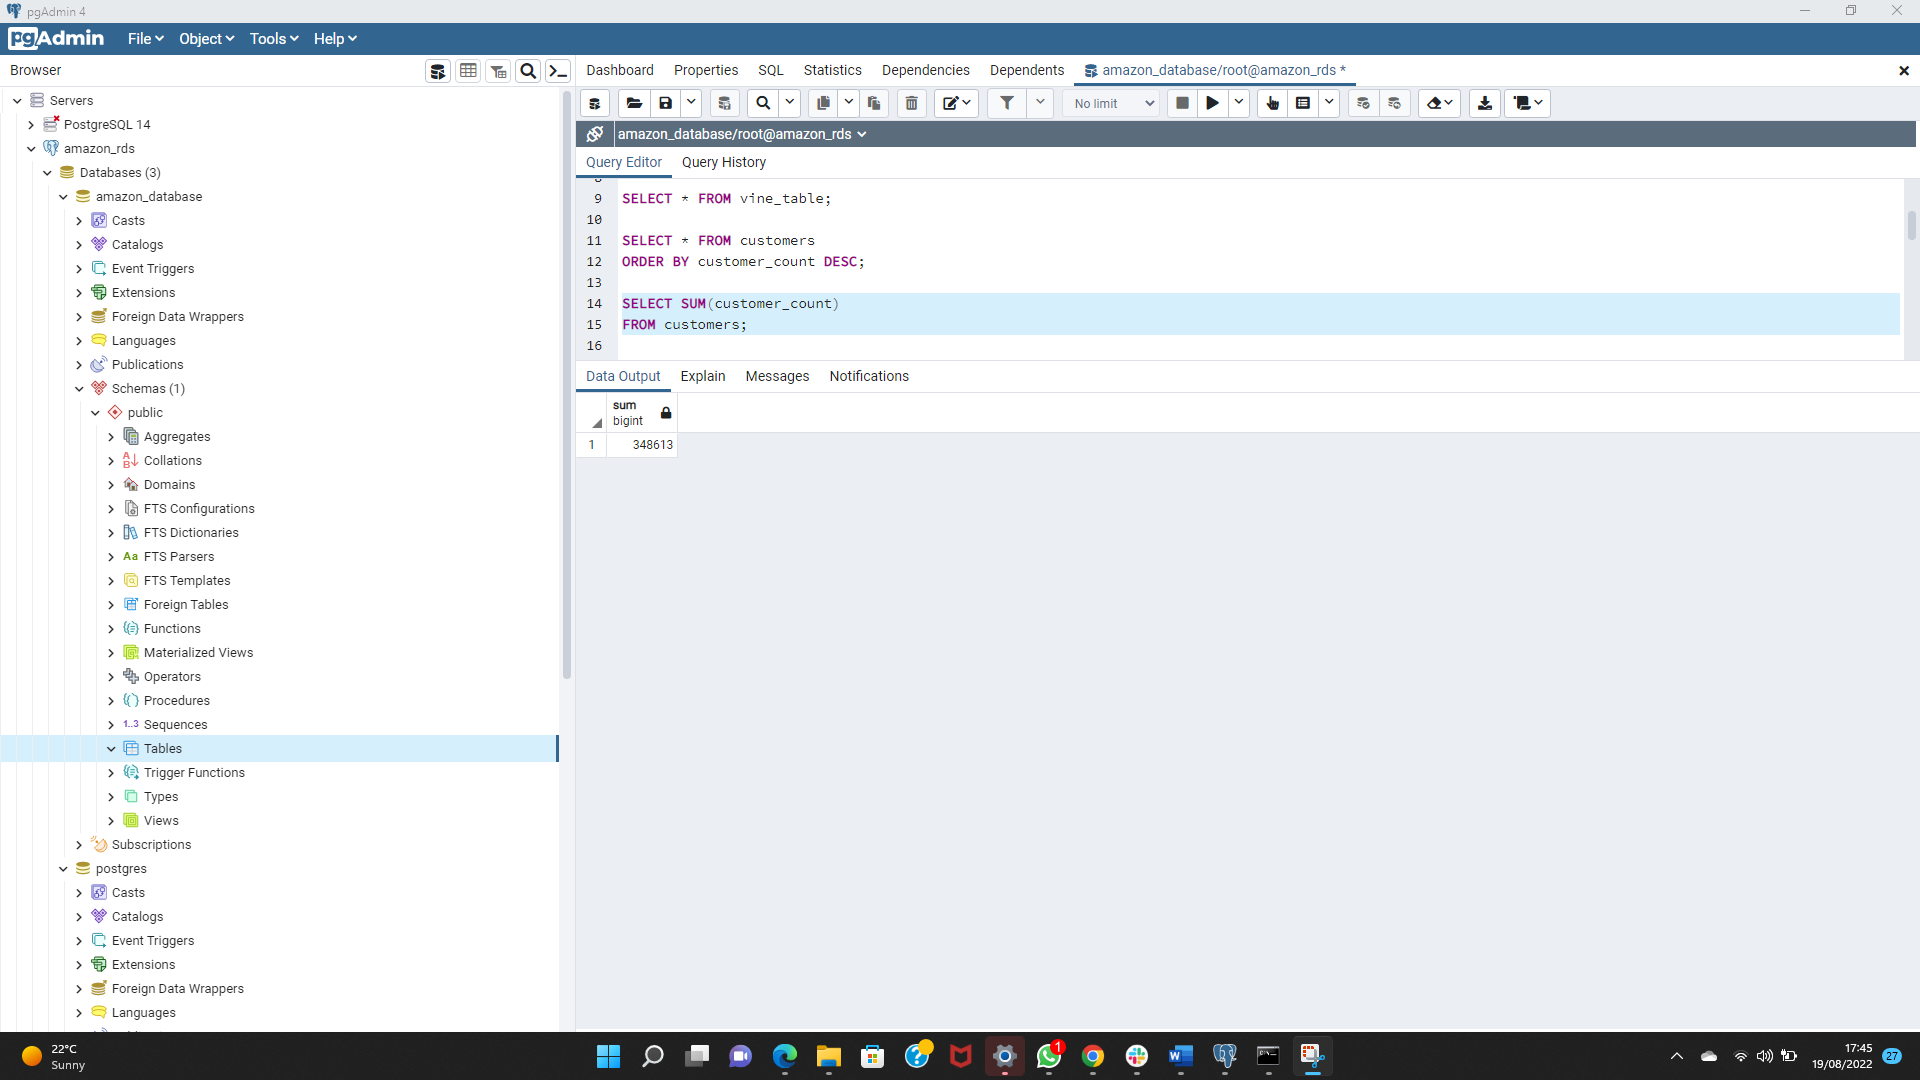 pgAdmin 4
pgAdmin
File
Object
Tools
Help
Browser
Servers
PostgreSQL 14
amazon_rds
Databases (3)
amazon_database
Casts
Catalogs
Event Triggers
Extensions
Foreign Data Wrappers
Languages
Publications
Schemas (1)
public
Aggregates
Collations
Domains
FTS Configurations
FTS Dictionaries
Aa FTS Parsers
FTS Templates
Foreign Tables
Functions
Materialized Views
Operators
Procedures
1..3 Sequences
Tables
Trigger Functions
Types
Views
Subscriptions
postgres
Casts
Catalogs
Event Triggers
Extensions
Foreign Data Wrappers
Languages
Dashboard
Properties
SQL
Statistics
Dependencies
Dependents
amazon_database/root@amazon_rds *
No limit
amazon_database/root@amazon_rds
Query Editor
Query History
9 SELECT * FROM vine_table;
10
11 SELECT * FROM customers
12 ORDER BY customer_count DESC;
13
14 SELECT SUM(customer_count)
15 FROM customers;
16
Data Output
Explain
Messages
Notifications
sum
bigint
1 348613
22°C
Sunny
1
17:45
19/08/2022
27